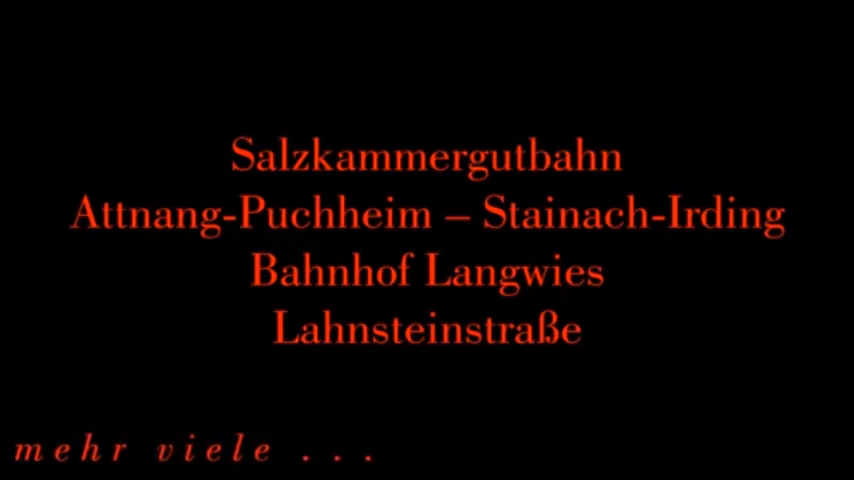 Salzkammergutbahn
Attnang-Puchheim – Stainach-Irding
Bahnhof Langwies
Lahnsteinstraße
mehr viele . . .